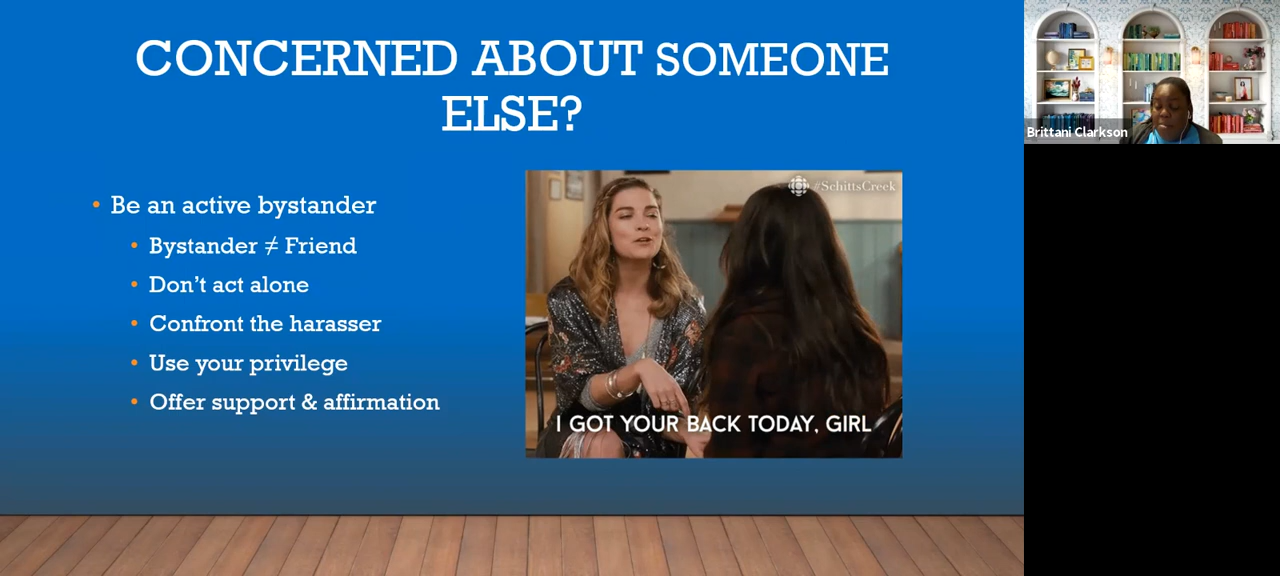 CONCERNED ABOUT SOMEONE
ELSE?
• Be an active bystander
• Bystander ≠ Friend
• Don’t act alone
• Confront the harasser
• Use your privilege
• Offer support & affirmation
#SchittsCreek
I GOT YOUR BACK TODAY, GIRL
Brittani Clarkson